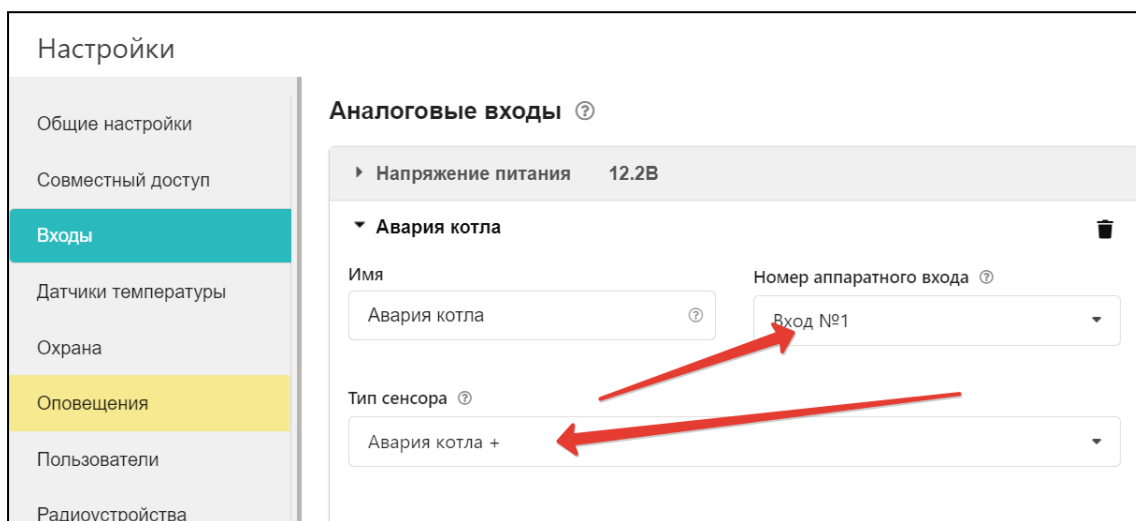 Настройки
Общие настройки
Совместный доступ
Входы
Датчики температуры
Охрана
Оповещения
Пользователи
Радиоустройства
Аналоговые входы
Напряжение питания 12.2В
Авария котла
Имя
Номер аппаратного входа
Авария котла
Вход №1
Тип сенсора
Авария котла +